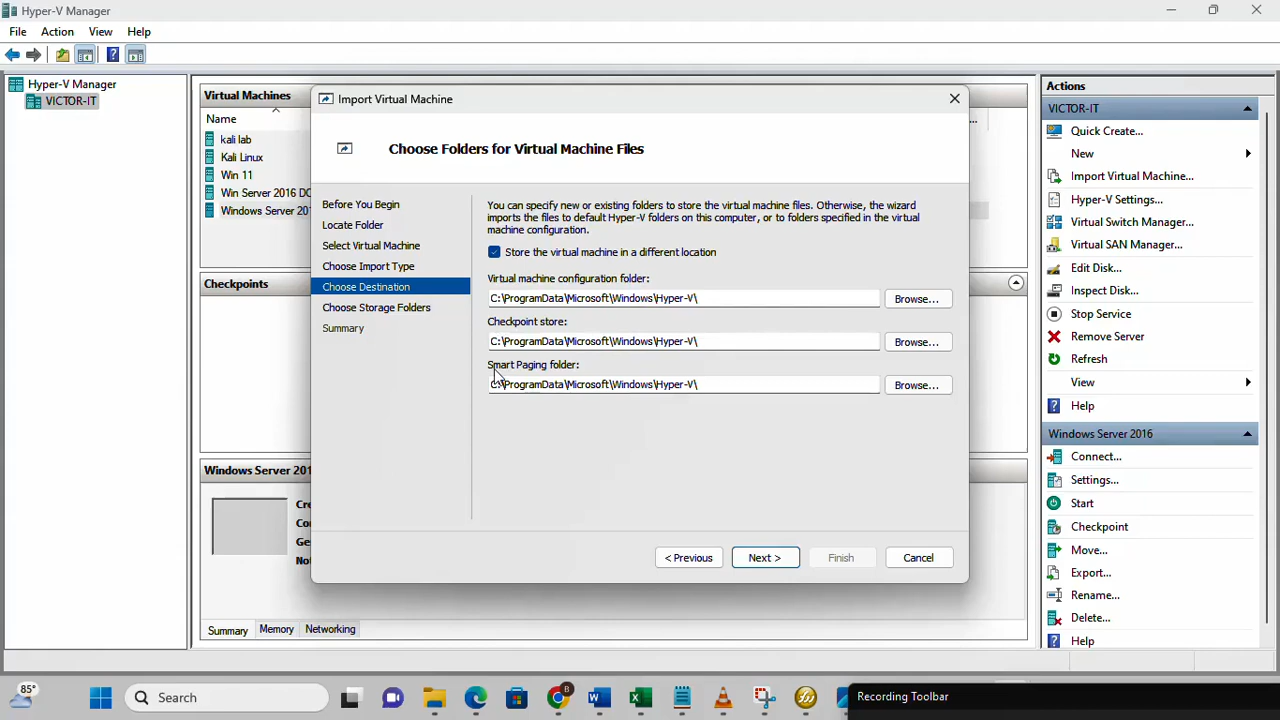 Hyper-V Manager
File Action View Help
Hyper-V Manager
VICTOR-IT
Virtual Machines
Name
kali lab
Kali Linux
Win 11
Win Server 2016 DC
Windows Server 20
Checkpoints
Windows Server 201
Summary Memory Networking
Import Virtual Machine
Choose Folders for Virtual Machine Files
Before You Begin
Locate Folder
Select Virtual Machine
Choose Import Type
Choose Destination
Choose Storage Folders
Summary
You can specify new or existing folders to store the virtual machine files. Otherwise, the wizard
imports the files to default Hyper-V folders on this computer, or to folders specified in the virtual
machine configuration.
Store the virtual machine in a different location
Virtual machine configuration folder:
C:\ProgramData\Microsoft\Windows\Hyper-V\ Browse...
Checkpoint store:
C:\ProgramData\Microsoft\Windows\Hyper-V\ Browse...
Smart Paging folder:
C:\ProgramData\Microsoft\Windows\Hyper-V\ Browse...
< Previous Next > Finish Cancel
Actions
VICTOR-IT
Quick Create...
New
Import Virtual Machine...
Hyper-V Settings...
Virtual Switch Manager...
Virtual SAN Manager...
Edit Disk...
Inspect Disk...
Stop Service
Remove Server
Refresh
View
Help
Windows Server 2016
Connect...
Settings...
Start
Checkpoint
Move...
Export...
Rename...
Delete...
Help
85°
Search
Recording Toolbar